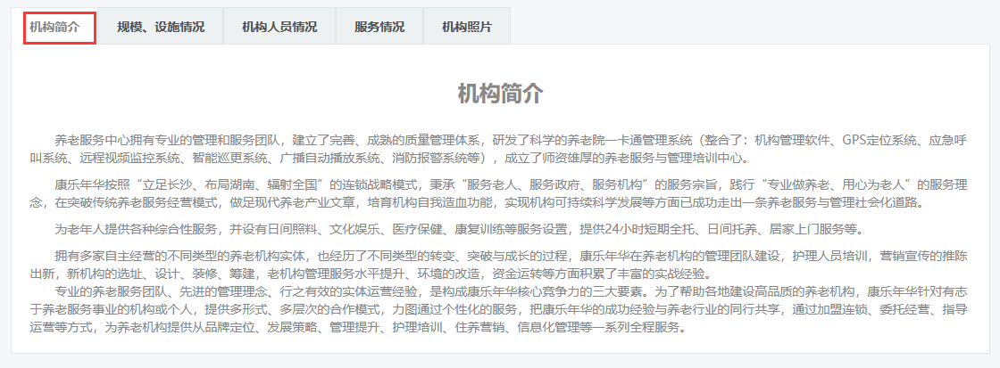 机构简介 规模、设施情况 机构人员情况 服务情况 机构照片
机构简介
养老服务中心拥有专业的管理和服务团队，建立了完善、成熟的质量管理体系，研发了科学的养老院一卡通管理系统（整合了：机构管理软件、GPS定位系统、应急呼
叫系统、远程视频监控系统、智能巡更系统、广播自动播放系统、消防报警系统等），成立了师资雄厚的养老服务与管理培训中心。
康乐年华按照“立足长沙、布局湖南、辐射全国”的连锁战略模式，秉承“服务老人、服务政府、服务机构”的服务宗旨，践行“专业做养老、用心为老人”的服务理
念，在突破传统养老服务经营模式，做足现代养老产业文章，培育机构自我造血功能，实现机构可持续科学发展等方面已成功走出一条养老服务与管理社会化道路。
为老年人提供各种综合性服务，并设有日间照料、文化娱乐、医疗保健、康复训练等服务设置，提供24小时短期全托、日间托养、居家上门服务等。
拥有多家自主经营的不同类型的养老机构实体，也经历了不同类型的转变、突破与成长的过程，康乐年华在养老机构的管理团队建设，护理人员培训，营销宣传的推陈
出新，新机构的选址、设计、装修、筹建，老机构管理服务水平提升、环境的改造，资金运转等方面积累了丰富的实战经验。
专业的养老服务团队、先进的管理理念、行之有效的实体运营经验，是构成康乐年华核心竞争力的三大要素。为了帮助各地建设高品质的养老机构，康乐年华针对有志
于养老服务事业的机构或个人，提供多形式、多层次的合作模式，力图通过个性化的服务，把康乐年华的成功经验与养老行业的同行共享，通过加盟连锁、委托经营、指导
运营等方式，为养老机构提供从品牌定位、发展策略、管理提升、护理培训、住养营销、信息化管理等一系列全程服务。